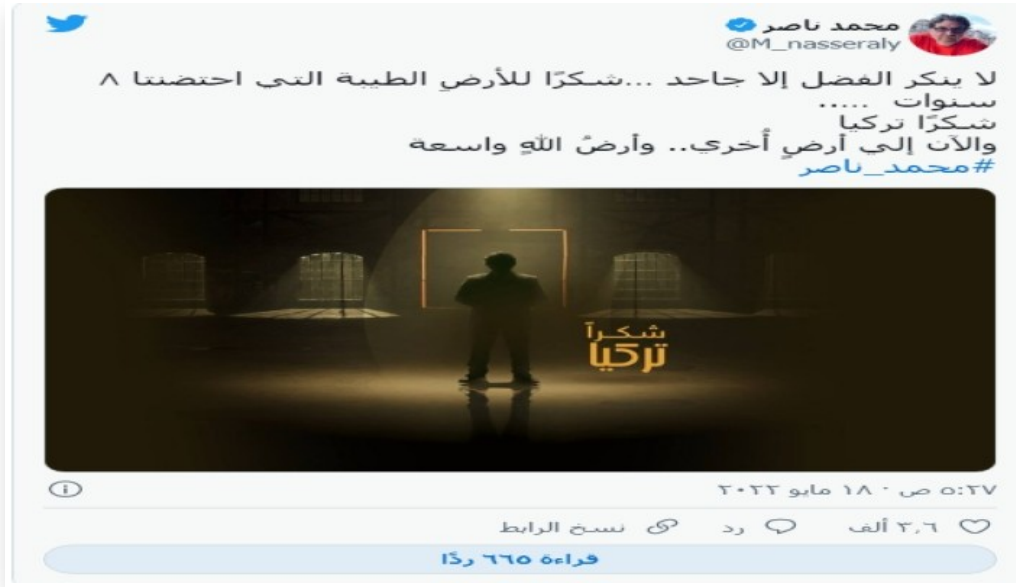 محمد ناصر
@M_nasseraly
لا ينكر الفضل إلا جاحد ...شكرًا للأرضِ الطيبة التي احتضنتا ٨
سنوات .....
شكرًا تركيا
والآن إلي أرضٍ أُخري.. وأرضُ اللهِ واسعة
#محمد_ناصر
شكراً
تركيا
٥:٢٧ ص · ١٨ مايو ٢٠٢٢
٣,٦ ألف رد نسخ الرابط
قراءة ٦٦٥ ردًا